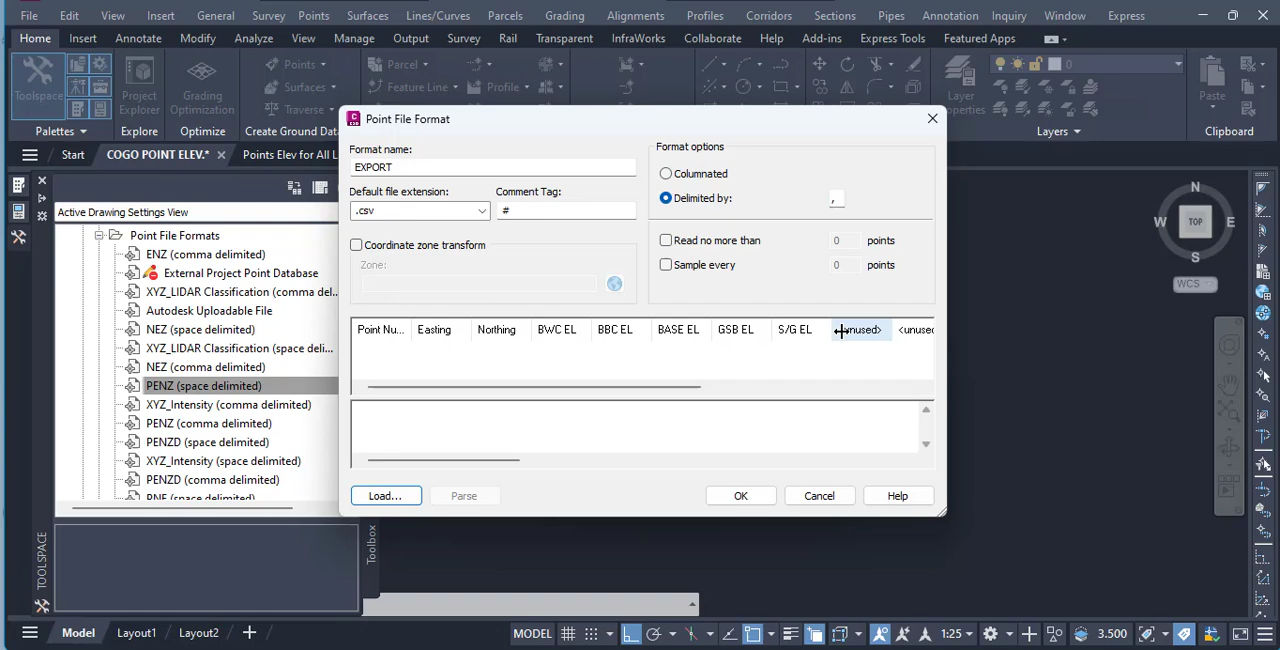 File Edit View Insert General Survey Points Surfaces Lines/Curves Parcels Grading Alignments Profiles Corridors Sections Pipes Annotation Inquiry Window Express
Home Insert Annotate Modify Analyze View Manage Output Survey Rail Transparent InfraWorks Collaborate Help Add-ins Express Tools Featured Apps
Toolspace
Project Explorer
Grading Optimization
Points
Surfaces
Traverse
Parcel
Feature Line
Profile
Layer
0
Paste
Palettes
Explore
Optimize
Create Ground
Layers
Clipboard
Start
COGO POINT ELEV.*
Points Elev for All
Active Drawing Settings View
Point File Formats
ENZ (comma delimited)
External Project Point Database
XYZ_LIDAR Classification (comma del...
Autodesk Uploadable File
NEZ (space delimited)
XYZ_LIDAR Classification (space deli...
NEZ (comma delimited)
PENZ (space delimited)
XYZ_Intensity (comma delimited)
PENZ (comma delimited)
PENZD (space delimited)
XYZ_Intensity (space delimited)
PENZD (comma delimited)
PNE (space delimited)
TOOLSPACE
Toolbox
Point File Format
Format name:
EXPORT
Default file extension:
.csv
Comment Tag:
#
Coordinate zone transform
Zone:
Format options
Columnated
Delimited by:
,
Read no more than 0 points
Sample every 0 points
Point Nu... Easting Northing BWC EL BBC EL BASE EL GSB EL S/G EL <unused> <unuse
Load... Parse OK Cancel Help
N
W TOP E
S
WCS
Model Layout1 Layout2 MODEL 1:25 3.500